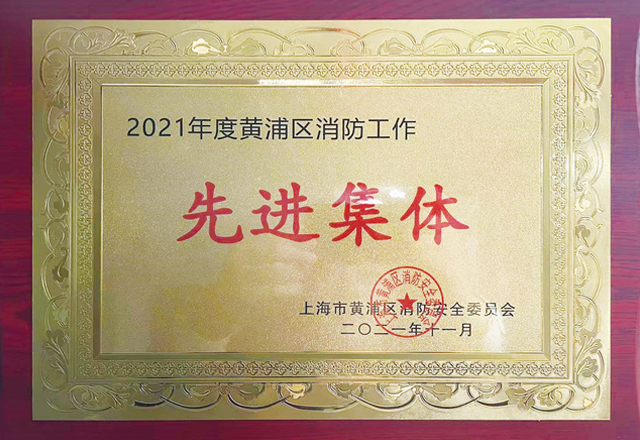 2021年度黄浦区消防工作
先进集体
上海市黄浦区消防安全委员会
二〇二一年十一月